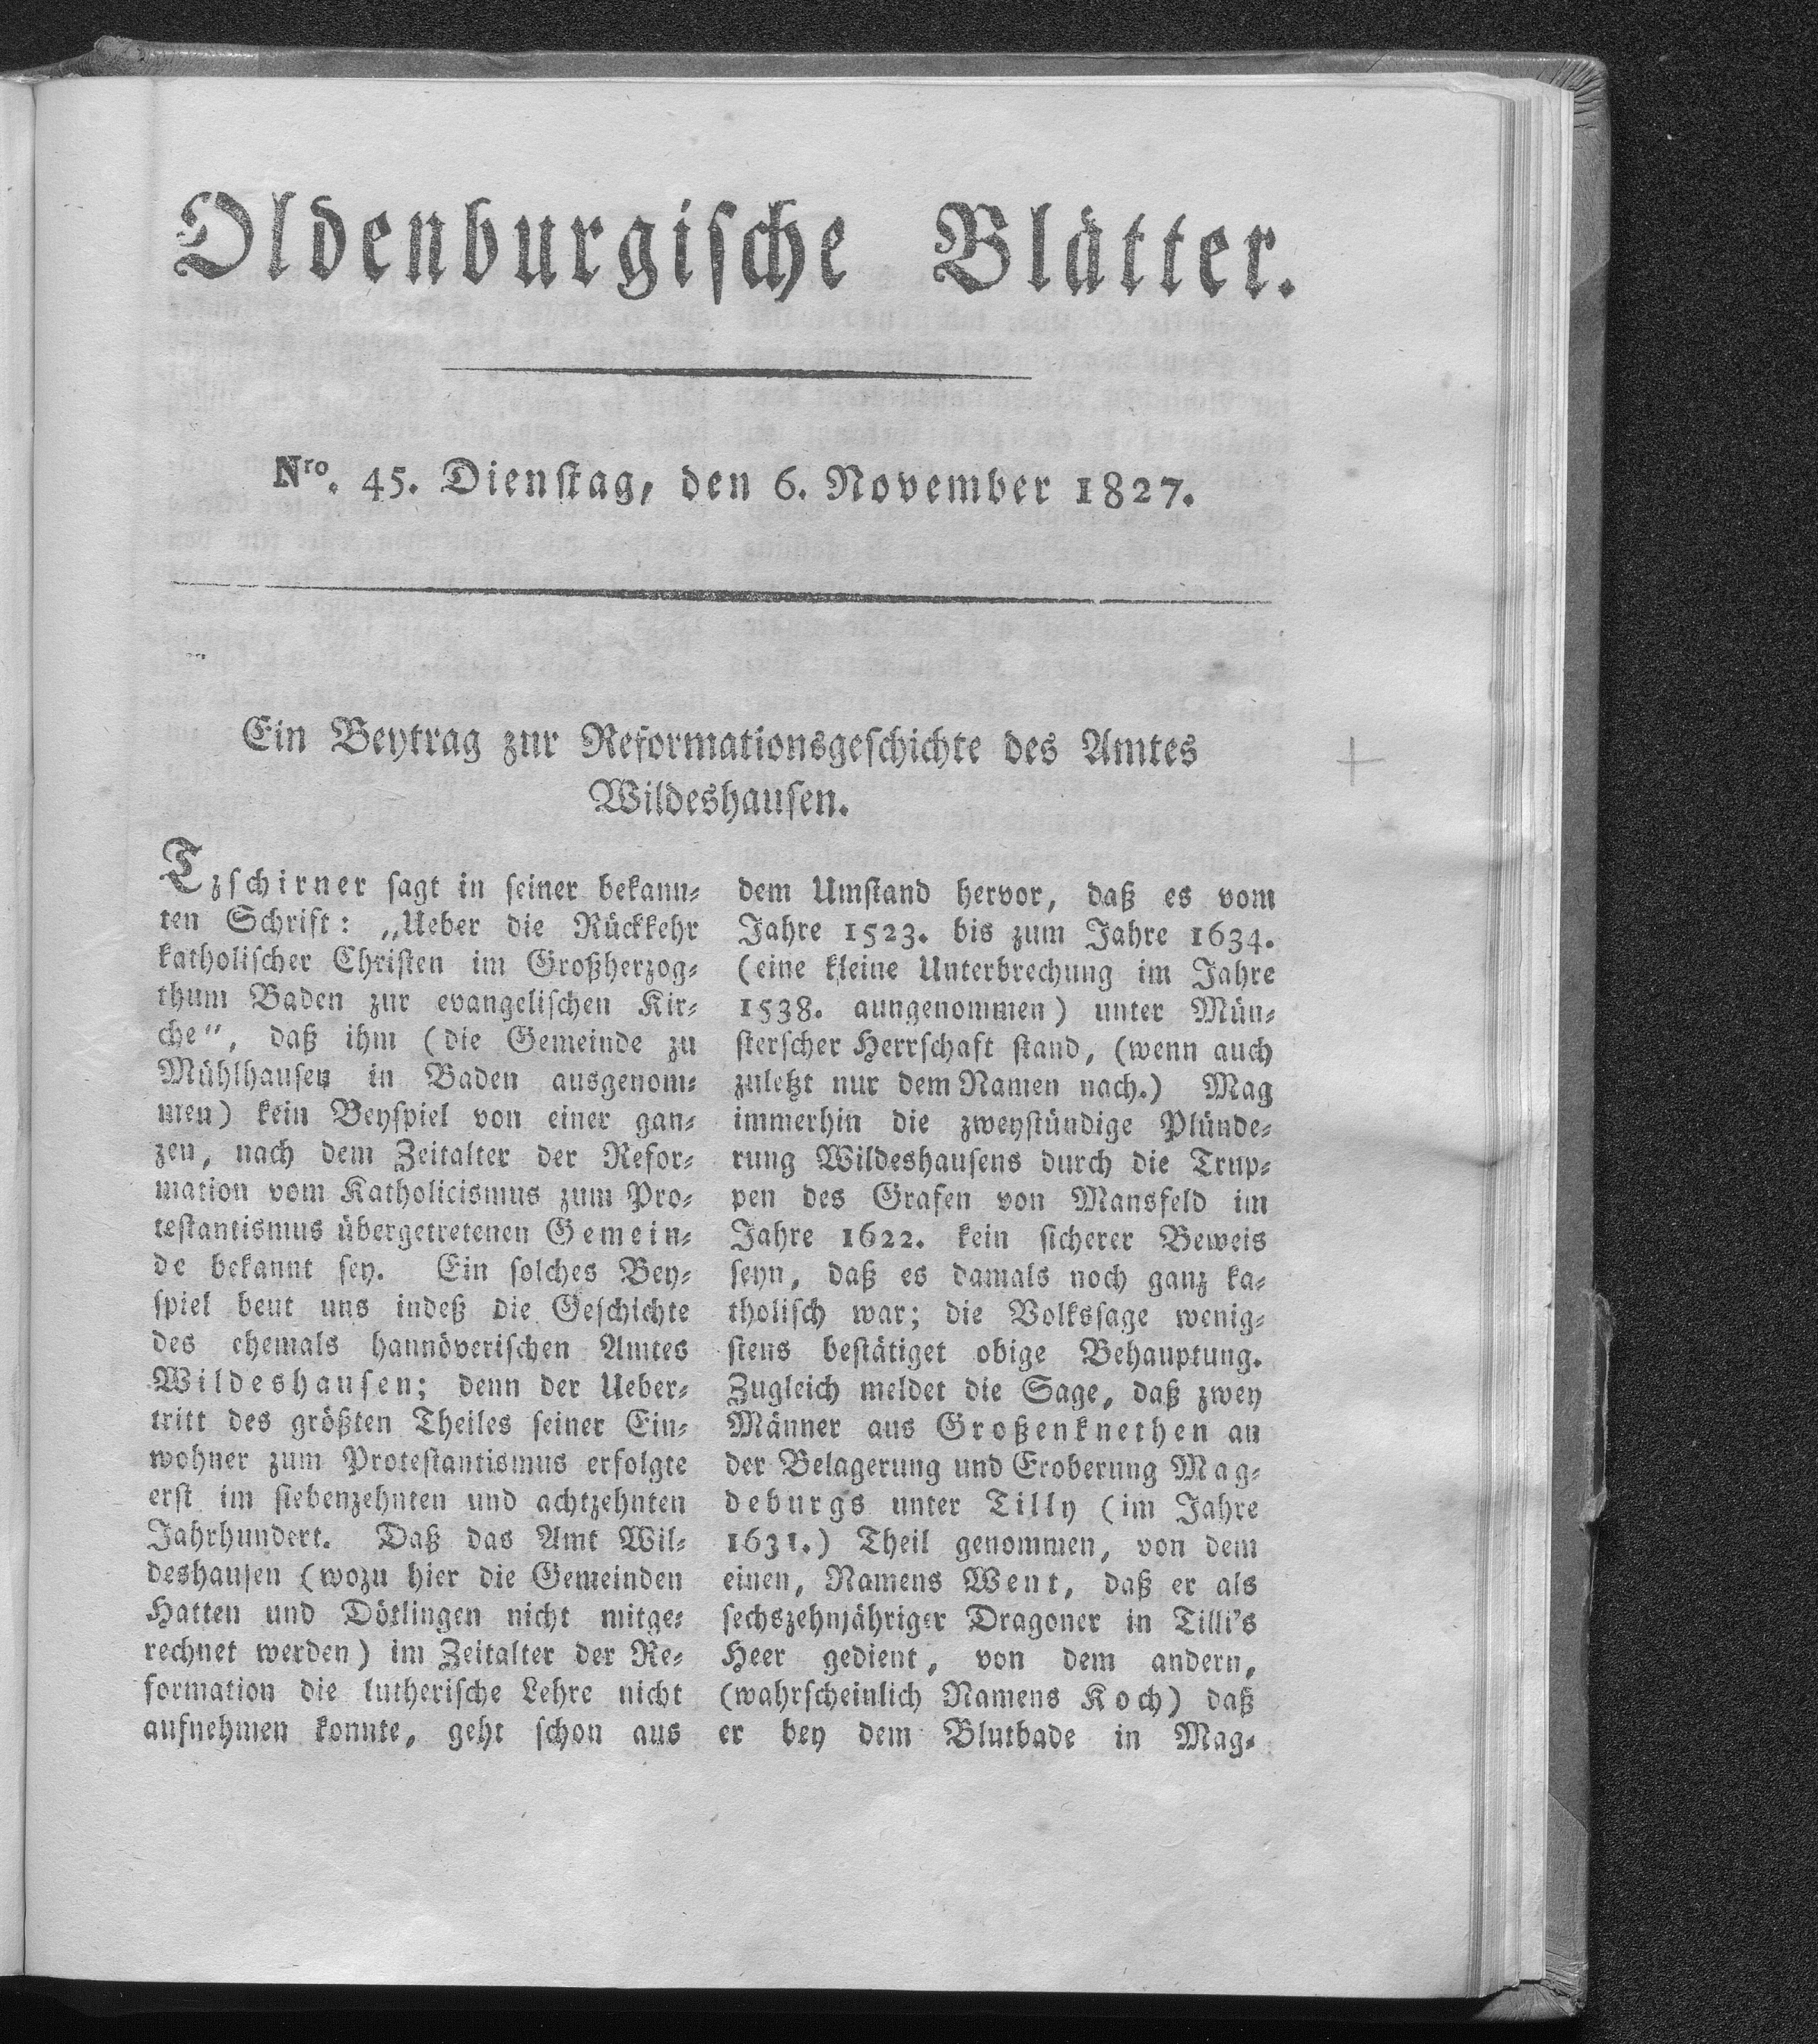 Oldenburgische Blätter.
Nro. 45. Dienstag, den 6. November 1827.
Ein Beytrag zur Reformationsgeschichte des Amtes
Wildeshausen.
Tzschirner sagt in seiner bekann-
ten Schrift: „Ueber die Rückkehr
katholischer Christen im Großherzog-
thum Baden zur evangelischen Kir-
che", daß ihm (die Gemeinde zu
Mühlhausen in Baden ausgenom-
men) kein Beyspiel von einer gan-
zen, nach dem Zeitalter der Refor-
mation vom Katholicismus zum Pro-
testantismus übergetretenen Gemein-
de bekannt sey. Ein solches Bey-
spiel beut uns indeß die Geschichte
des ehemals hannöverischen Amtes
Wildeshausen; denn der Ueber-
tritt des größten Theiles seiner Ein-
wohner zum Protestantismus erfolgte
erst im siebenzehnten und achtzehnten
Jahrhundert. Daß das Amt Wil-
deshausen (wozu hier die Gemeinden
Hatten und Dötlingen nicht mitge-
rechnet werden) im Zeitalter der Re-
formation die lutherische Lehre nicht
aufnehmen konnte, geht schon aus
dem Umstand hervor, daß es vom
Jahre 1523. bis zum Jahre 1634.
(eine kleine Unterbrechung im Jahre
1538. aungenommen) unter Mün-
sterscher Herrschaft stand, (wenn auch
zuletzt nur dem Namen nach.) Mag
immerhin die zweystündige Plünde-
rung Wildeshausens durch die Trup-
pen des Grafen von Mansfeld im
Jahre 1622. kein sicherer Beweis
seyn, daß es damals noch ganz ka-
tholisch war; die Volkssage wenig-
stens bestätiget obige Behauptung.
Zugleich meldet die Sage, daß zwey
Männer aus Großenknethen an
der Belagerung und Eroberung Mag-
deburgs unter Tilly (im Jahre
1631.) Theil genommen, von dem
einen, Namens Went, daß er als
sechszehnjähriger Dragoner in Tilli's
Heer gedient, von dem andern,
(wahrscheinlich Namens Koch) daß
er bey dem Blutbade in Mag-